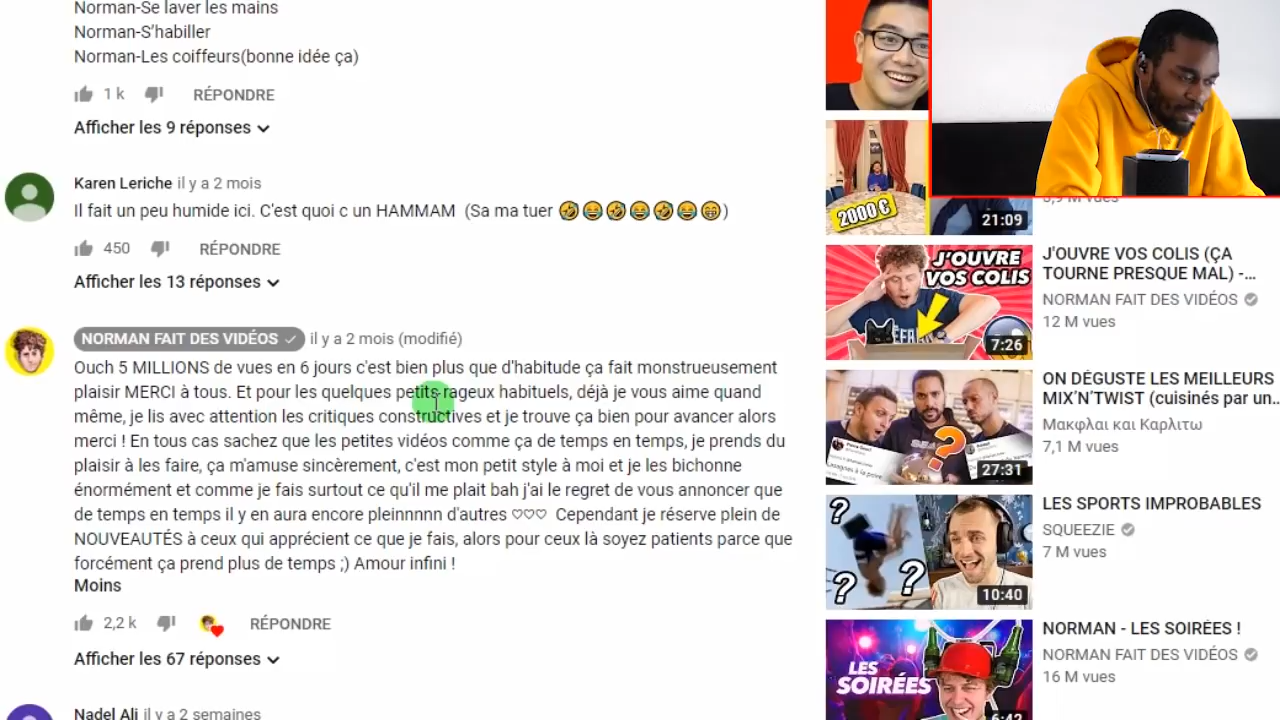 Norman-Se laver les mains
Norman-S'habiller
Norman-Les coiffeurs(bonne idée ça)
1 k RÉPONDRE
Afficher les 9 réponses
Karen Leriche il y a 2 mois
Il fait un peu humide ici. C'est quoi c un HAMMAM (Sa ma tuer 🤣😂🤣😂🤣😂😁)
450 RÉPONDRE
Afficher les 13 réponses
NORMAN FAIT DES VIDÉOS il y a 2 mois (modifié)
Ouch 5 MILLIONS de vues en 6 jours c'est bien plus que d'habitude ça fait monstrueusement
plaisir MERCI à tous. Et pour les quelques petits rageux habituels, déjà je vous aime quand
même, je lis avec attention les critiques constructives et je trouve ça bien pour avancer alors
merci ! En tous cas sachez que les petites vidéos comme ça de temps en temps, je prends du
plaisir à les faire, ça m'amuse sincèrement, c'est mon petit style à moi et je les bichonne
énormément et comme je fais surtout ce qu'il me plait bah j'ai le regret de vous annoncer que
de temps en temps il y en aura encore pleinnnnn d'autres ♡♡♡ Cependant je réserve plein de
NOUVEAUTÉS à ceux qui apprécient ce que je fais, alors pour ceux là soyez patients parce que
forcément ça prend plus de temps ;) Amour infini !
Moins
2,2 k RÉPONDRE
Afficher les 67 réponses
Nadel Ali il y a 2 semaines
2000 €
21:09
J'OUVRE
VOS COLIS
7:26
J'OUVRE VOS COLIS (ÇA
TOURNE PRESQUE MAL) -...
NORMAN FAIT DES VIDÉOS
12 M vues
?
27:31
ON DÉGUSTE LES MEILLEURS
MIX'N'TWIST (cuisinés par un...
Μακφλαι και Καρλιτω
7,1 M vues
?
? ?
10:40
LES SPORTS IMPROBABLES
SQUEEZIE
7 M vues
LES
SOIRÉES
6:42
NORMAN - LES SOIRÉES !
NORMAN FAIT DES VIDÉOS
16 M vues